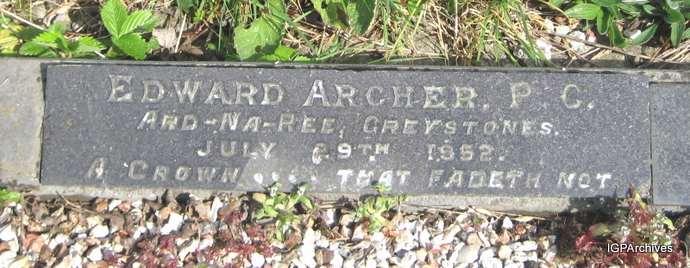 EDWARD ARCHER. P. C.
ARD-NA-REE, GREYSTONES.
JULY 29TH 1952.
A CROWN THAT FADETH NOT
IGPArchives